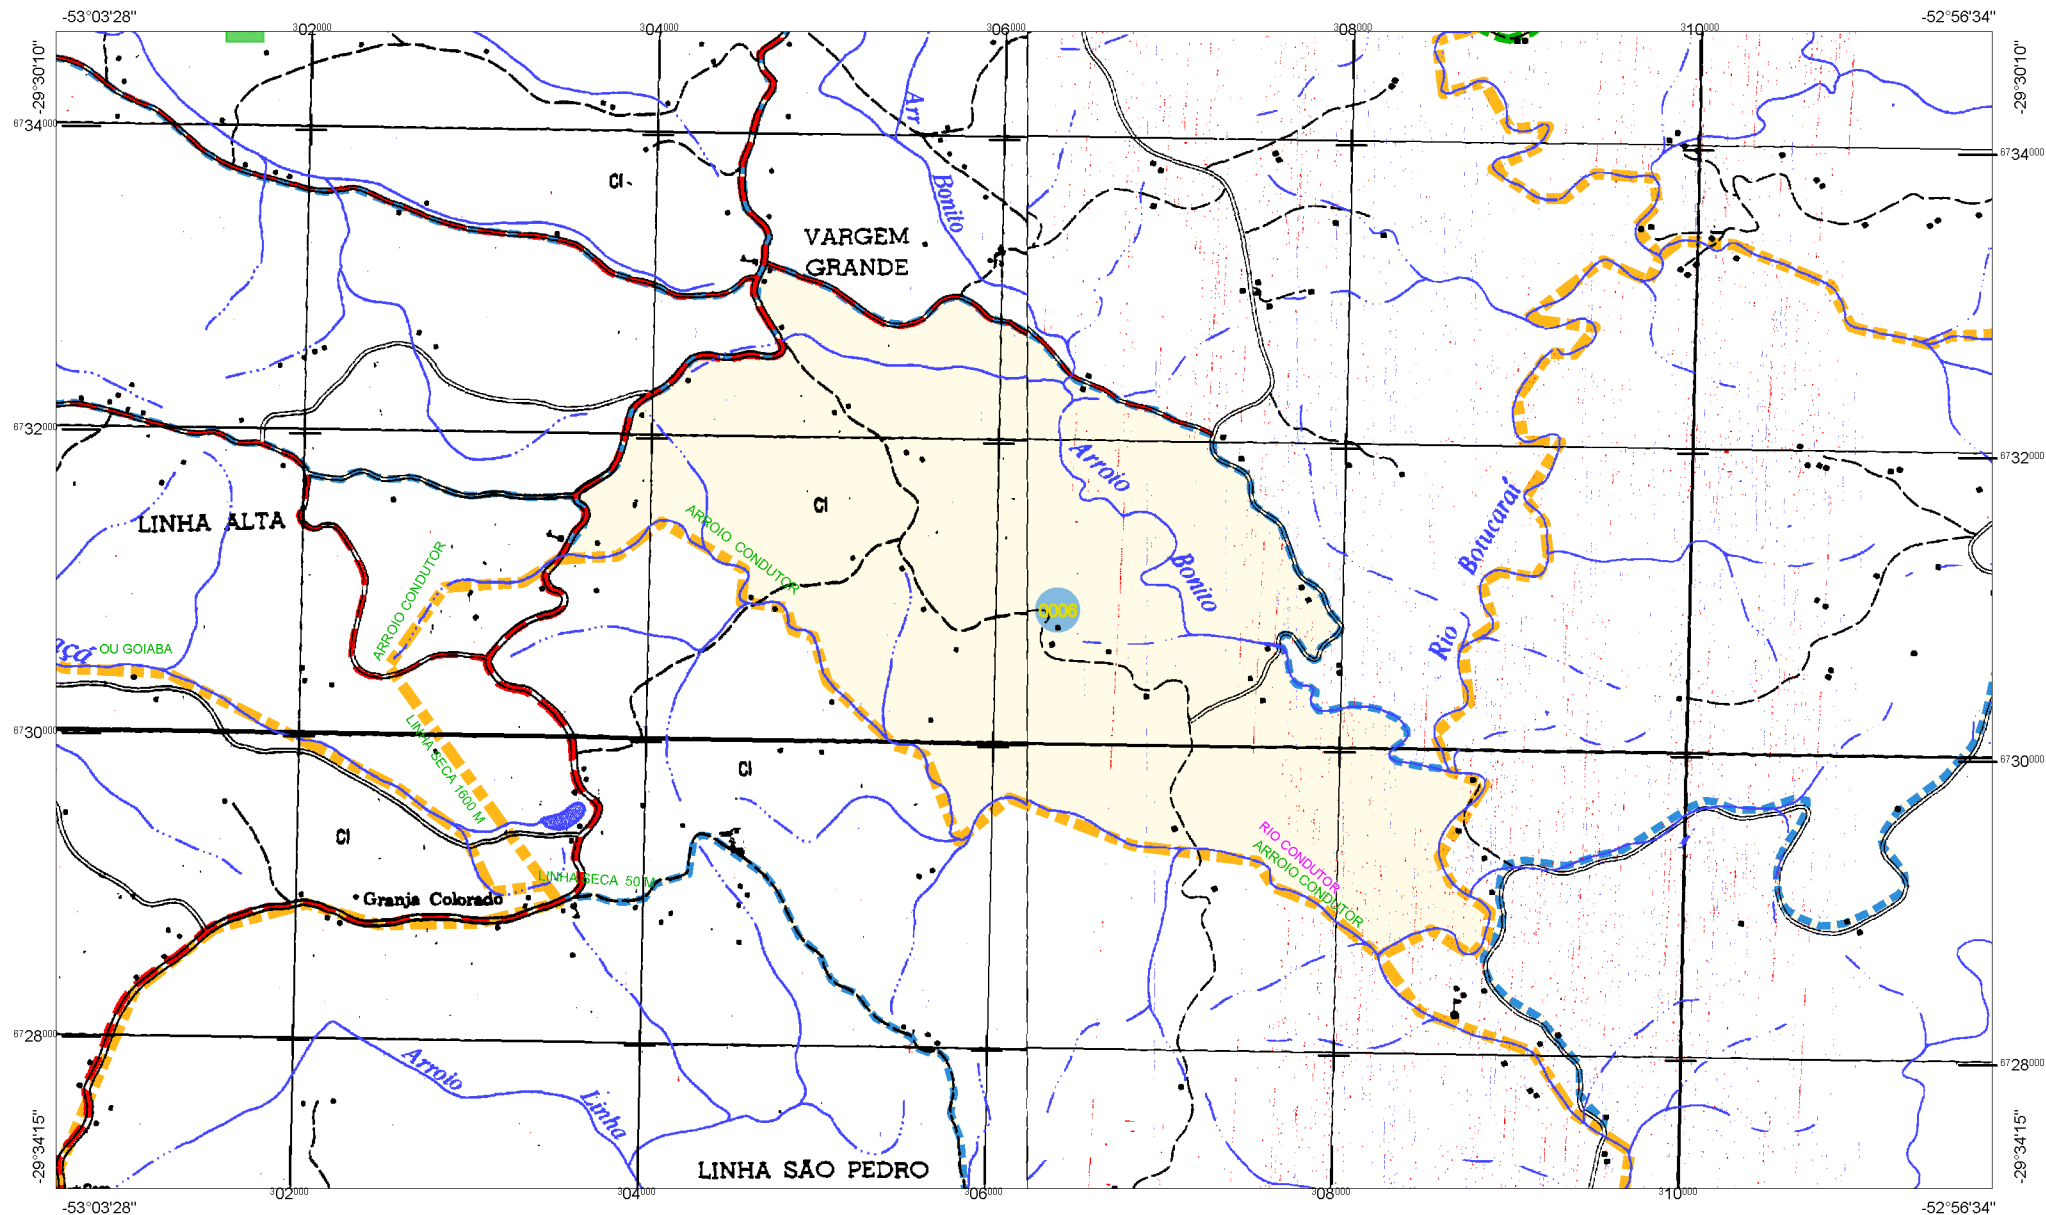 -53°03'28"
-52°56'34"
302000
304000
306000
308000
310000
-29°30'10"
-29°30'10"
6734000
6734000
Arr
Bonito
CI
VARGEM
GRANDE
6732000
6732000
Arroio
Bonito
CI
LINHA ALTA
ARROIO CONDUTOR
ARROIO CONDUTOR
Botucaraí
Rio
0006
açá
OU GOIABA
6730000
6730000
LINHA SECA 1600 M
CI
CI
RIO CONDUTOR
ARROIO CONDUTOR
LINHA SECA 50 M
Granja Colorado
6728000
6728000
Arroio
Linha
LINHA SÃO PEDRO
-29°34'15"
-29°34'15"
302000
304000
306000
308000
310000
-53°03'28"
-52°56'34"